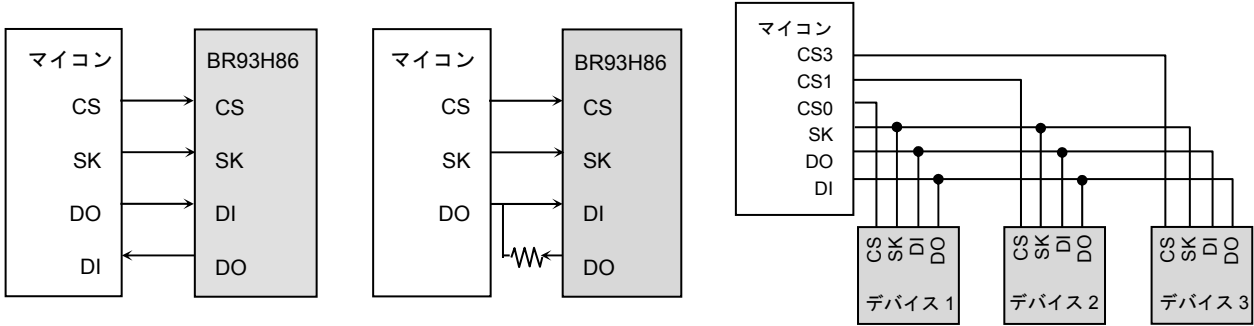 マイコン
CS
SK
DO
DI
BR93H86
CS
SK
DI
DO
マイコン
CS
SK
DO
BR93H86
CS
SK
DI
DO
マイコン
CS3
CS1
CS0
SK
DO
DI
CS
SK
DI
DO
デバイス 1
CS
SK
DI
DO
デバイス 2
CS
SK
DI
DO
デバイス 3